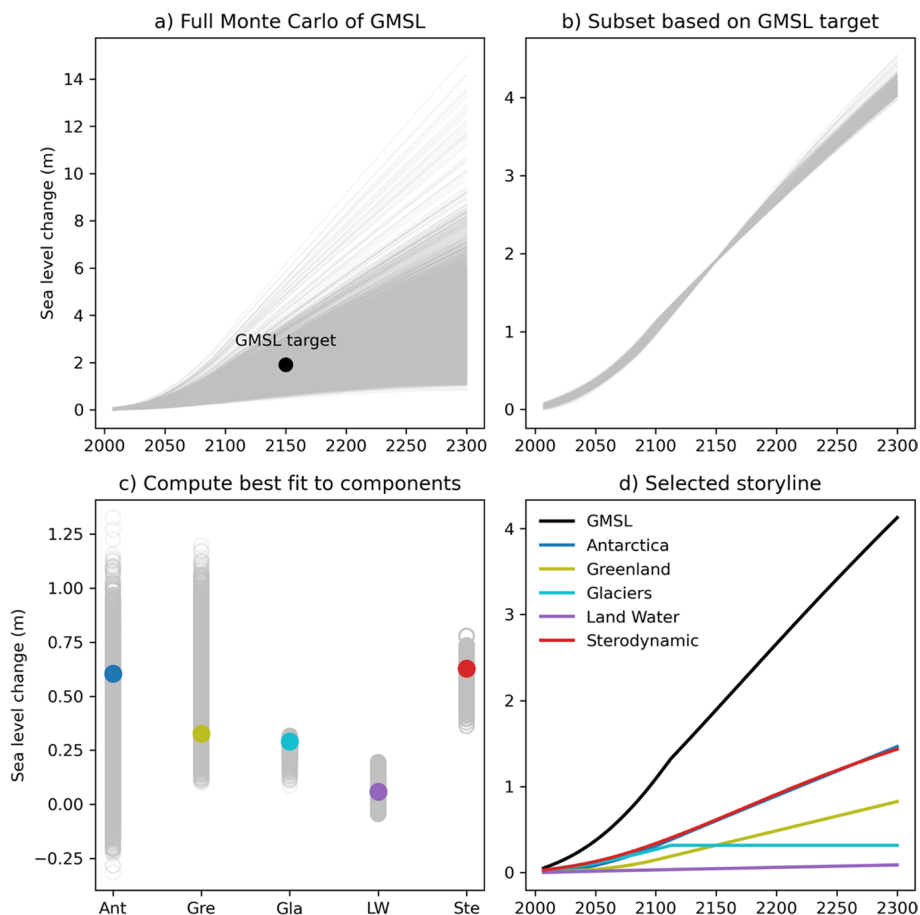 a) Full Monte Carlo of GMSL
b) Subset based on GMSL target
Sea level change (m)
14
12
10
8
6
4
2
0
GMSL target
2000 2050 2100 2150 2200 2250 2300
4
3
2
1
0
2000 2050 2100 2150 2200 2250 2300
c) Compute best fit to components
d) Selected storyline
Sea level change (m)
1.25
1.00
0.75
0.50
0.25
0.00
−0.25
Ant Gre Gla LW Ste
4
3
2
1
0
GMSL
Antarctica
Greenland
Glaciers
Land Water
Sterodynamic
2000 2050 2100 2150 2200 2250 2300